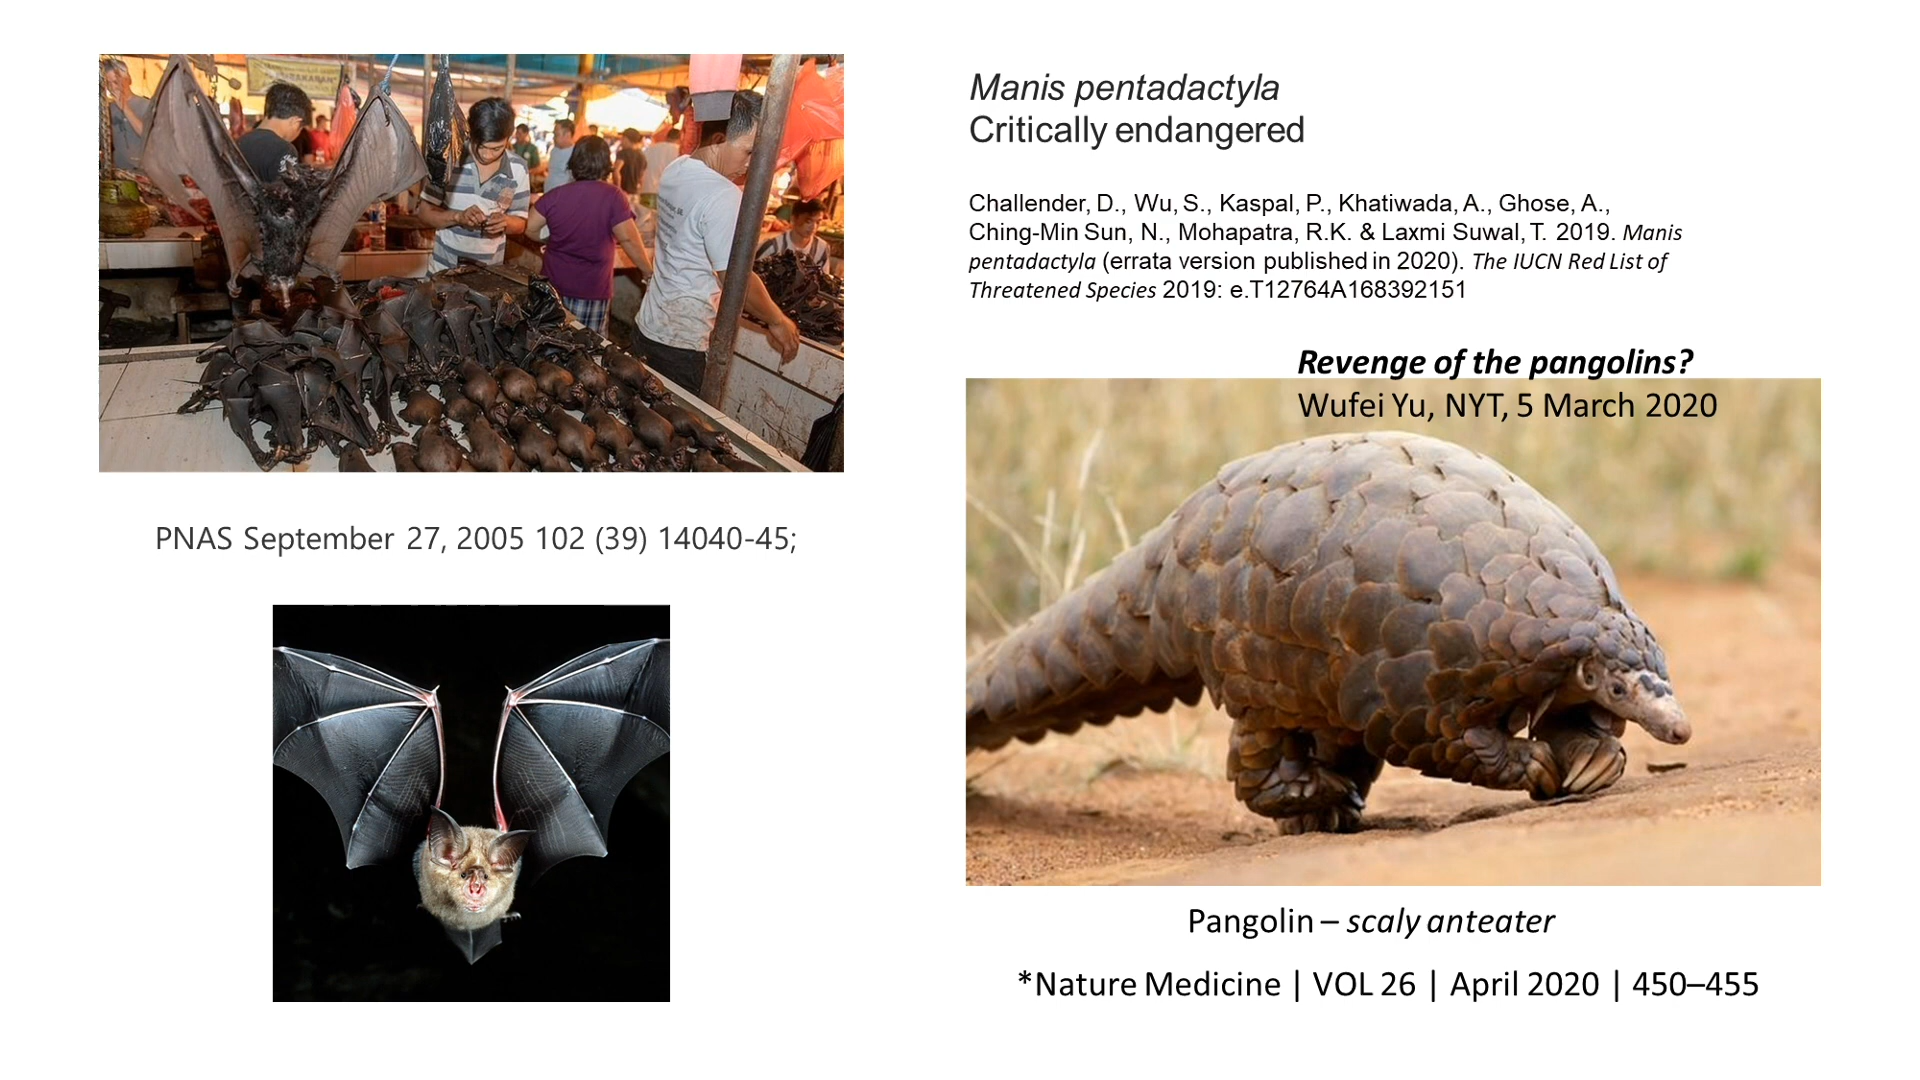 Manis pentadactyla
Critically endangered
Challender, D., Wu, S., Kaspal, P., Khatiwada, A., Ghose, A.,
Ching-Min Sun, N., Mohapatra, R.K. & Laxmi Suwal, T. 2019. Manis
pentadactyla (errata version published in 2020). The IUCN Red List of
Threatened Species 2019: e.T12764A168392151
Revenge of the pangolins?
Wufei Yu, NYT, 5 March 2020
PNAS September 27, 2005 102 (39) 14040-45;
Pangolin – scaly anteater
*Nature Medicine | VOL 26 | April 2020 | 450–455